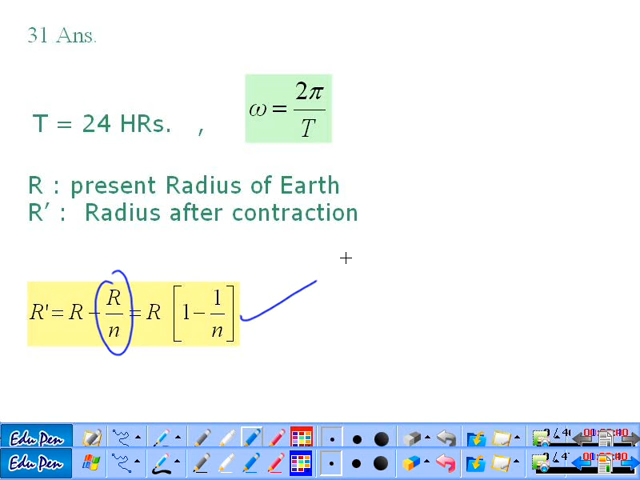 31 Ans.
T = 24 HRs. , ω = 2π / T
R : present Radius of Earth
R′ : Radius after contraction
R' = R − R/n = R [1 − 1/n]
Edu Pen
Edu Pen